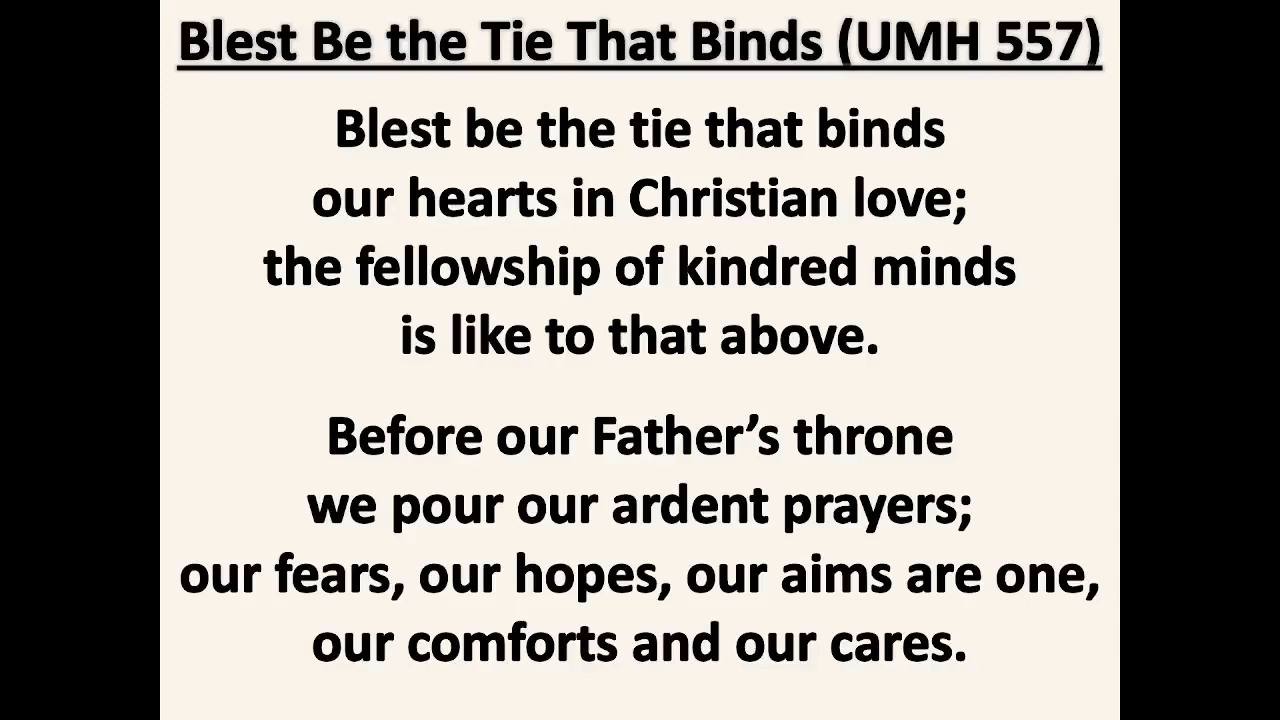 Blest Be the Tie That Binds (UMH 557)
Blest be the tie that binds
our hearts in Christian love;
the fellowship of kindred minds
is like to that above.
Before our Father’s throne
we pour our ardent prayers;
our fears, our hopes, our aims are one,
our comforts and our cares.